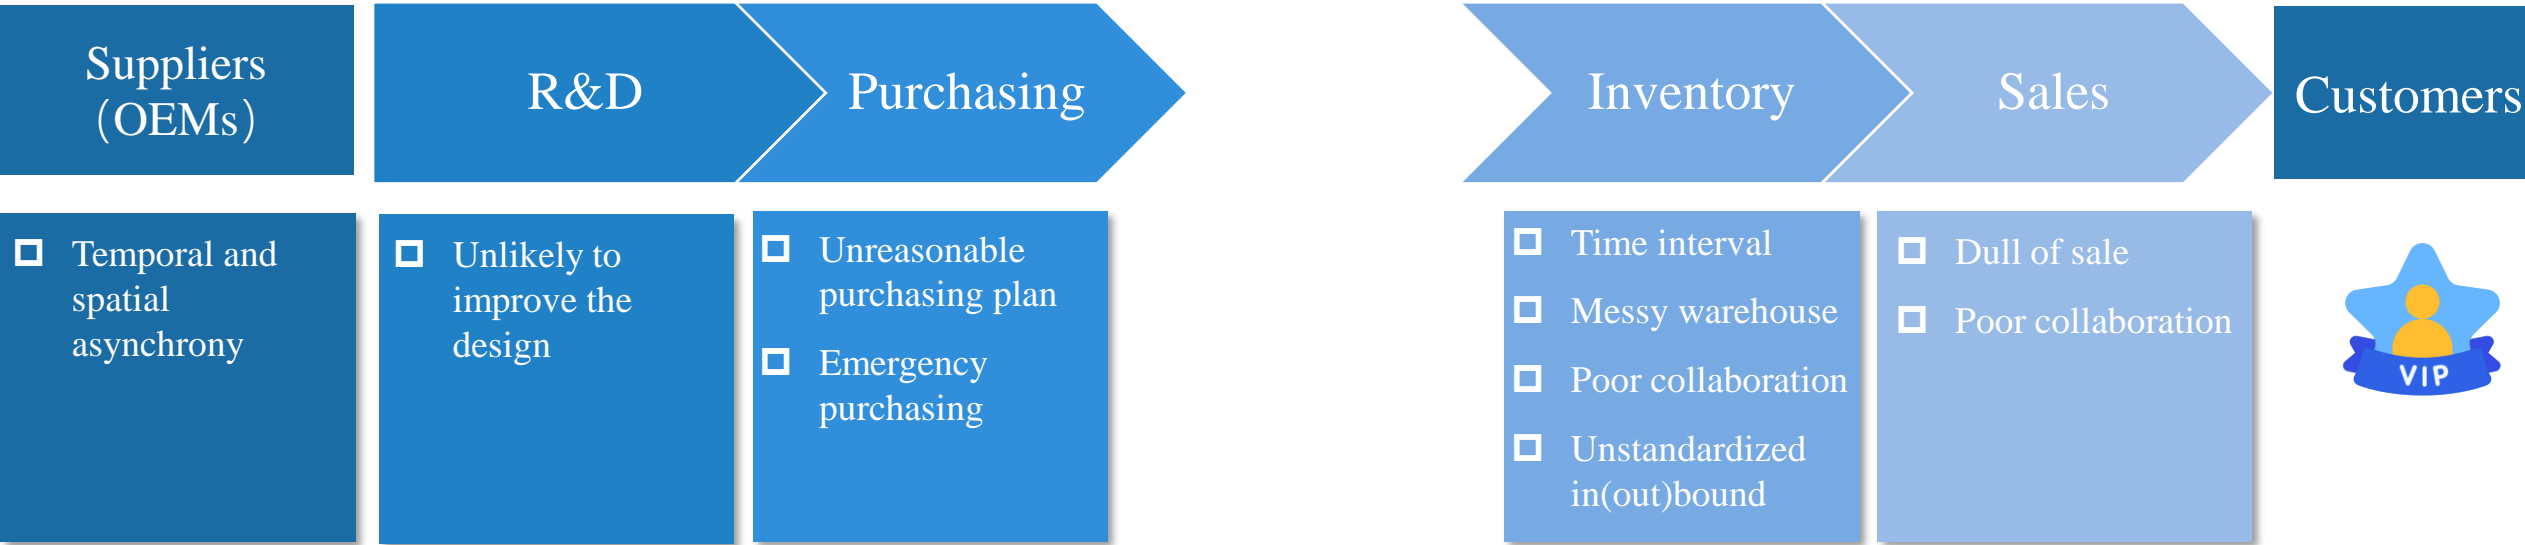 Suppliers
（OEMs）
R&D
Purchasing
Inventory
Sales
Customers
Temporal and
spatial
asynchrony
Unlikely to
improve the
design
Unreasonable
purchasing plan
Emergency
purchasing
Time interval
Messy warehouse
Poor collaboration
Unstandardized
in(out)bound
Dull of sale
Poor collaboration
VIP